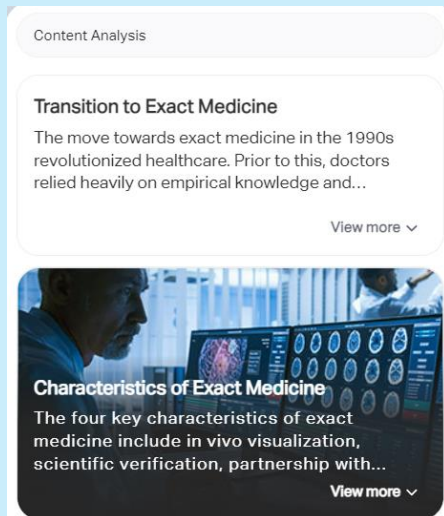 Content Analysis
Transition to Exact Medicine
The move towards exact medicine in the 1990s
revolutionized healthcare. Prior to this, doctors
relied heavily on empirical knowledge and...
View more
Characteristics of Exact Medicine
The four key characteristics of exact
medicine include in vivo visualization,
scientific verification, partnership with...
View more